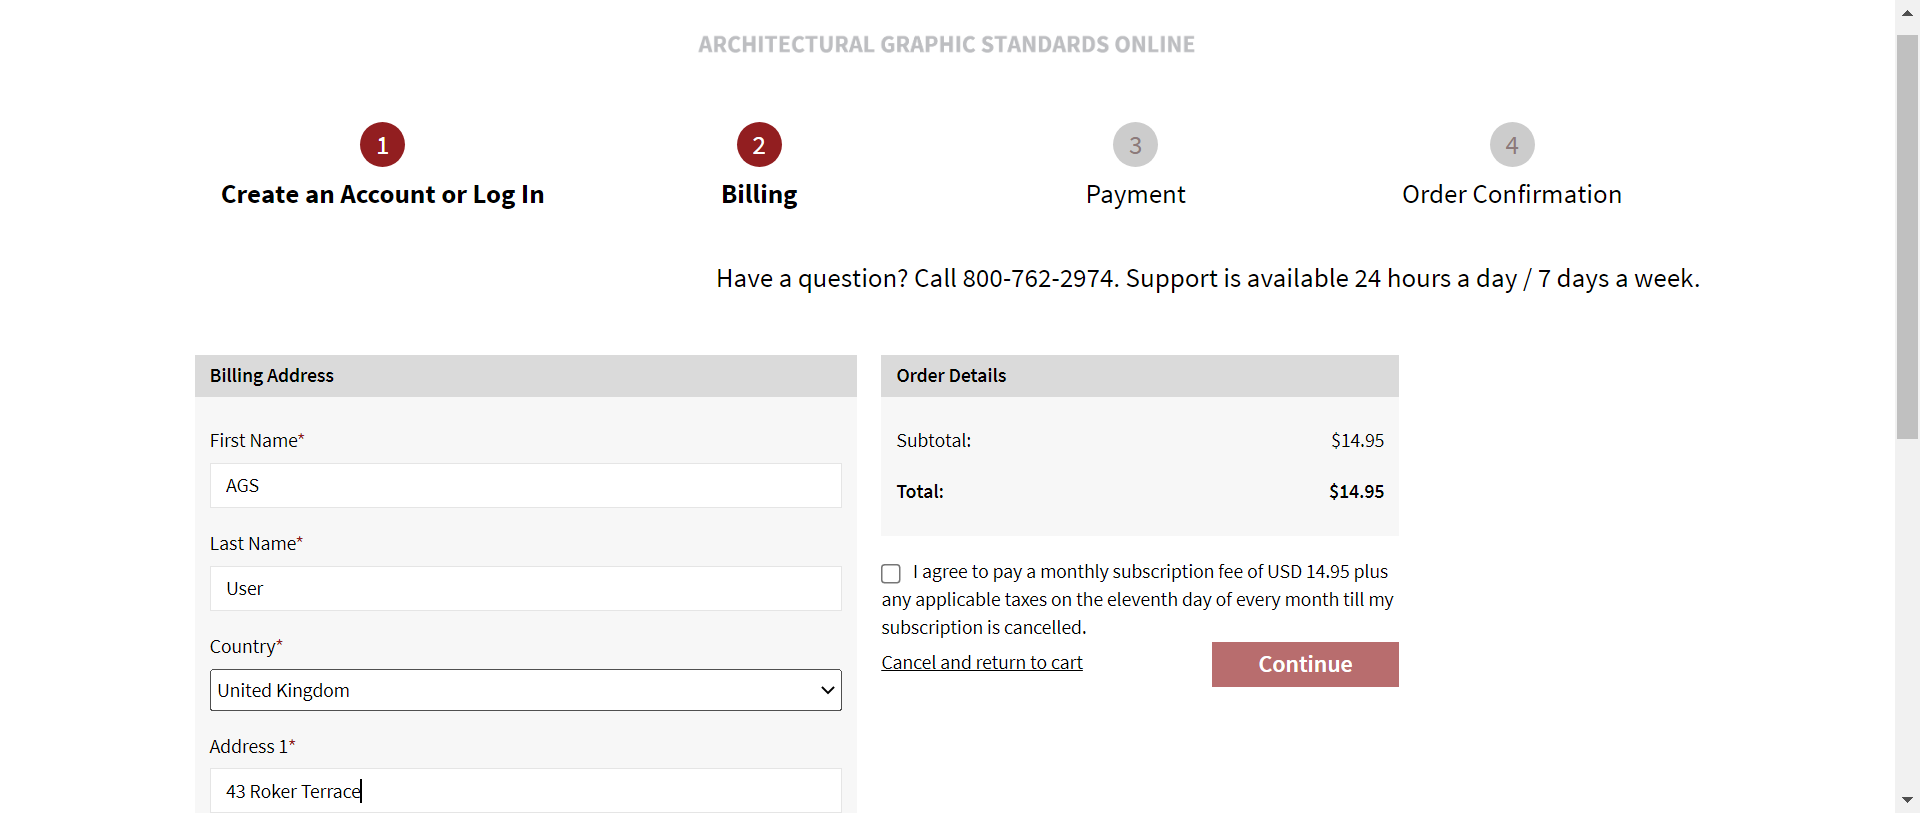 ARCHITECTURAL GRAPHIC STANDARDS ONLINE
1
Create an Account or Log In
2
Billing
3
Payment
4
Order Confirmation
Have a question? Call 800-762-2974. Support is available 24 hours a day / 7 days a week.
Billing Address
First Name*
AGS
Last Name*
User
Country*
United Kingdom
Address 1*
43 Roker Terrace
Order Details
Subtotal: $14.95
Total: $14.95
I agree to pay a monthly subscription fee of USD 14.95 plus
any applicable taxes on the eleventh day of every month till my
subscription is cancelled.
Cancel and return to cart
Continue